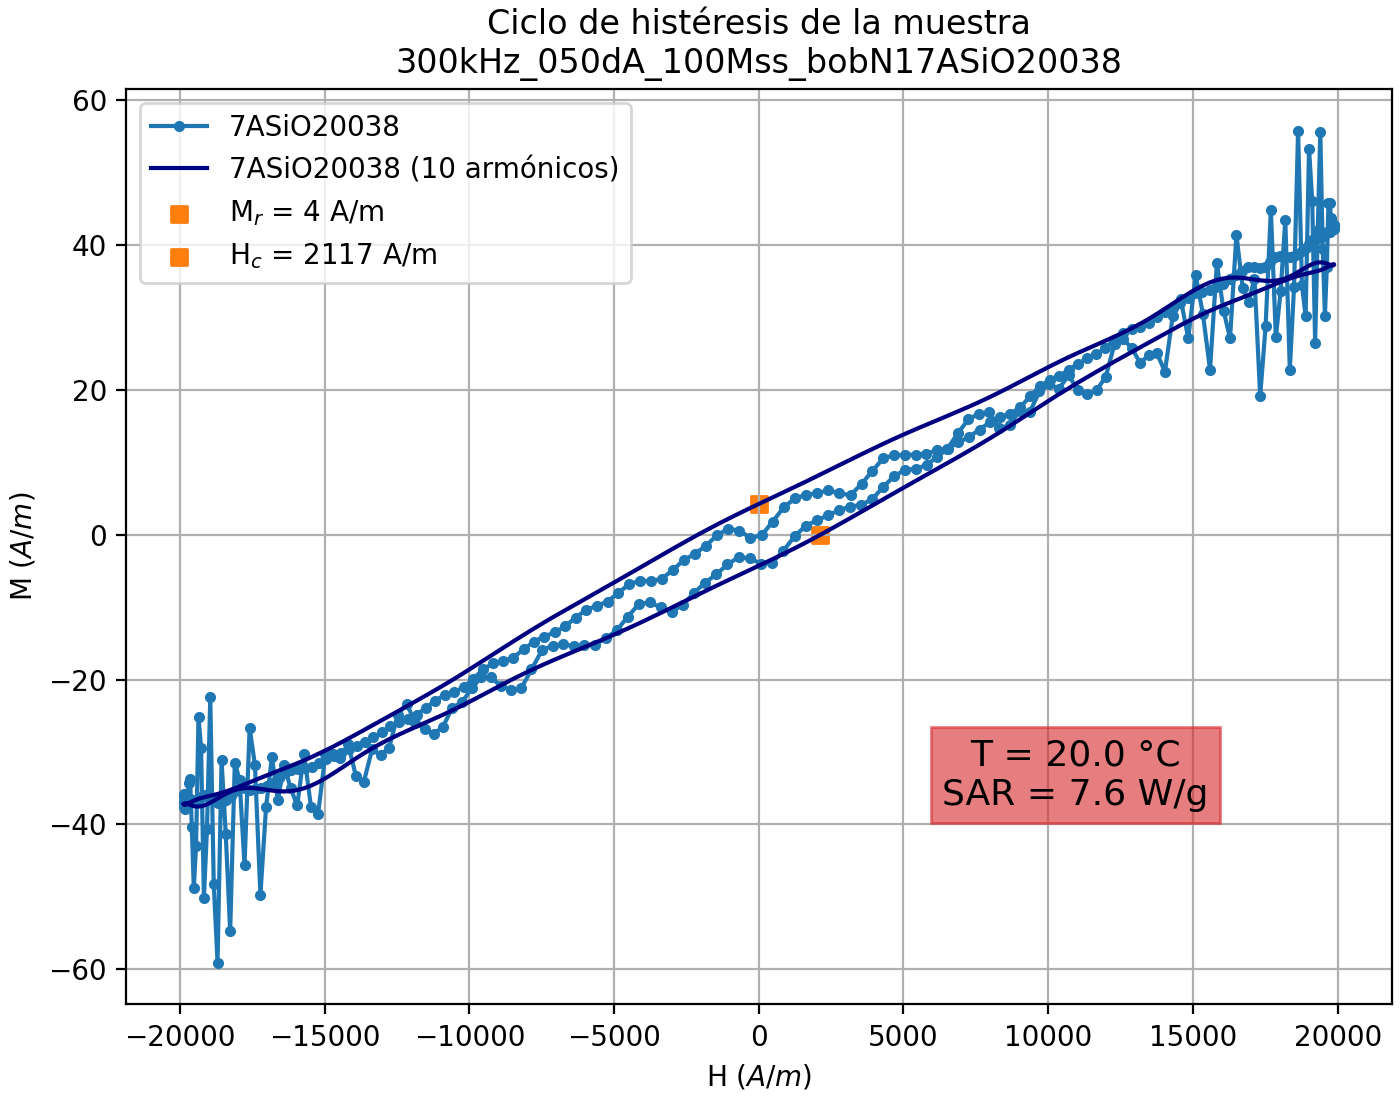 Ciclo de histéresis de la muestra
300kHz_050dA_100Mss_bobN17ASiO20038
7ASiO20038
7ASiO20038 (10 armónicos)
Mr = 4 A/m
Hc = 2117 A/m
60
40
20
0
−20
−40
−60
M (A/m)
T = 20.0 °C
SAR = 7.6 W/g
−20000 −15000 −10000 −5000 0 5000 10000 15000 20000
H (A/m)